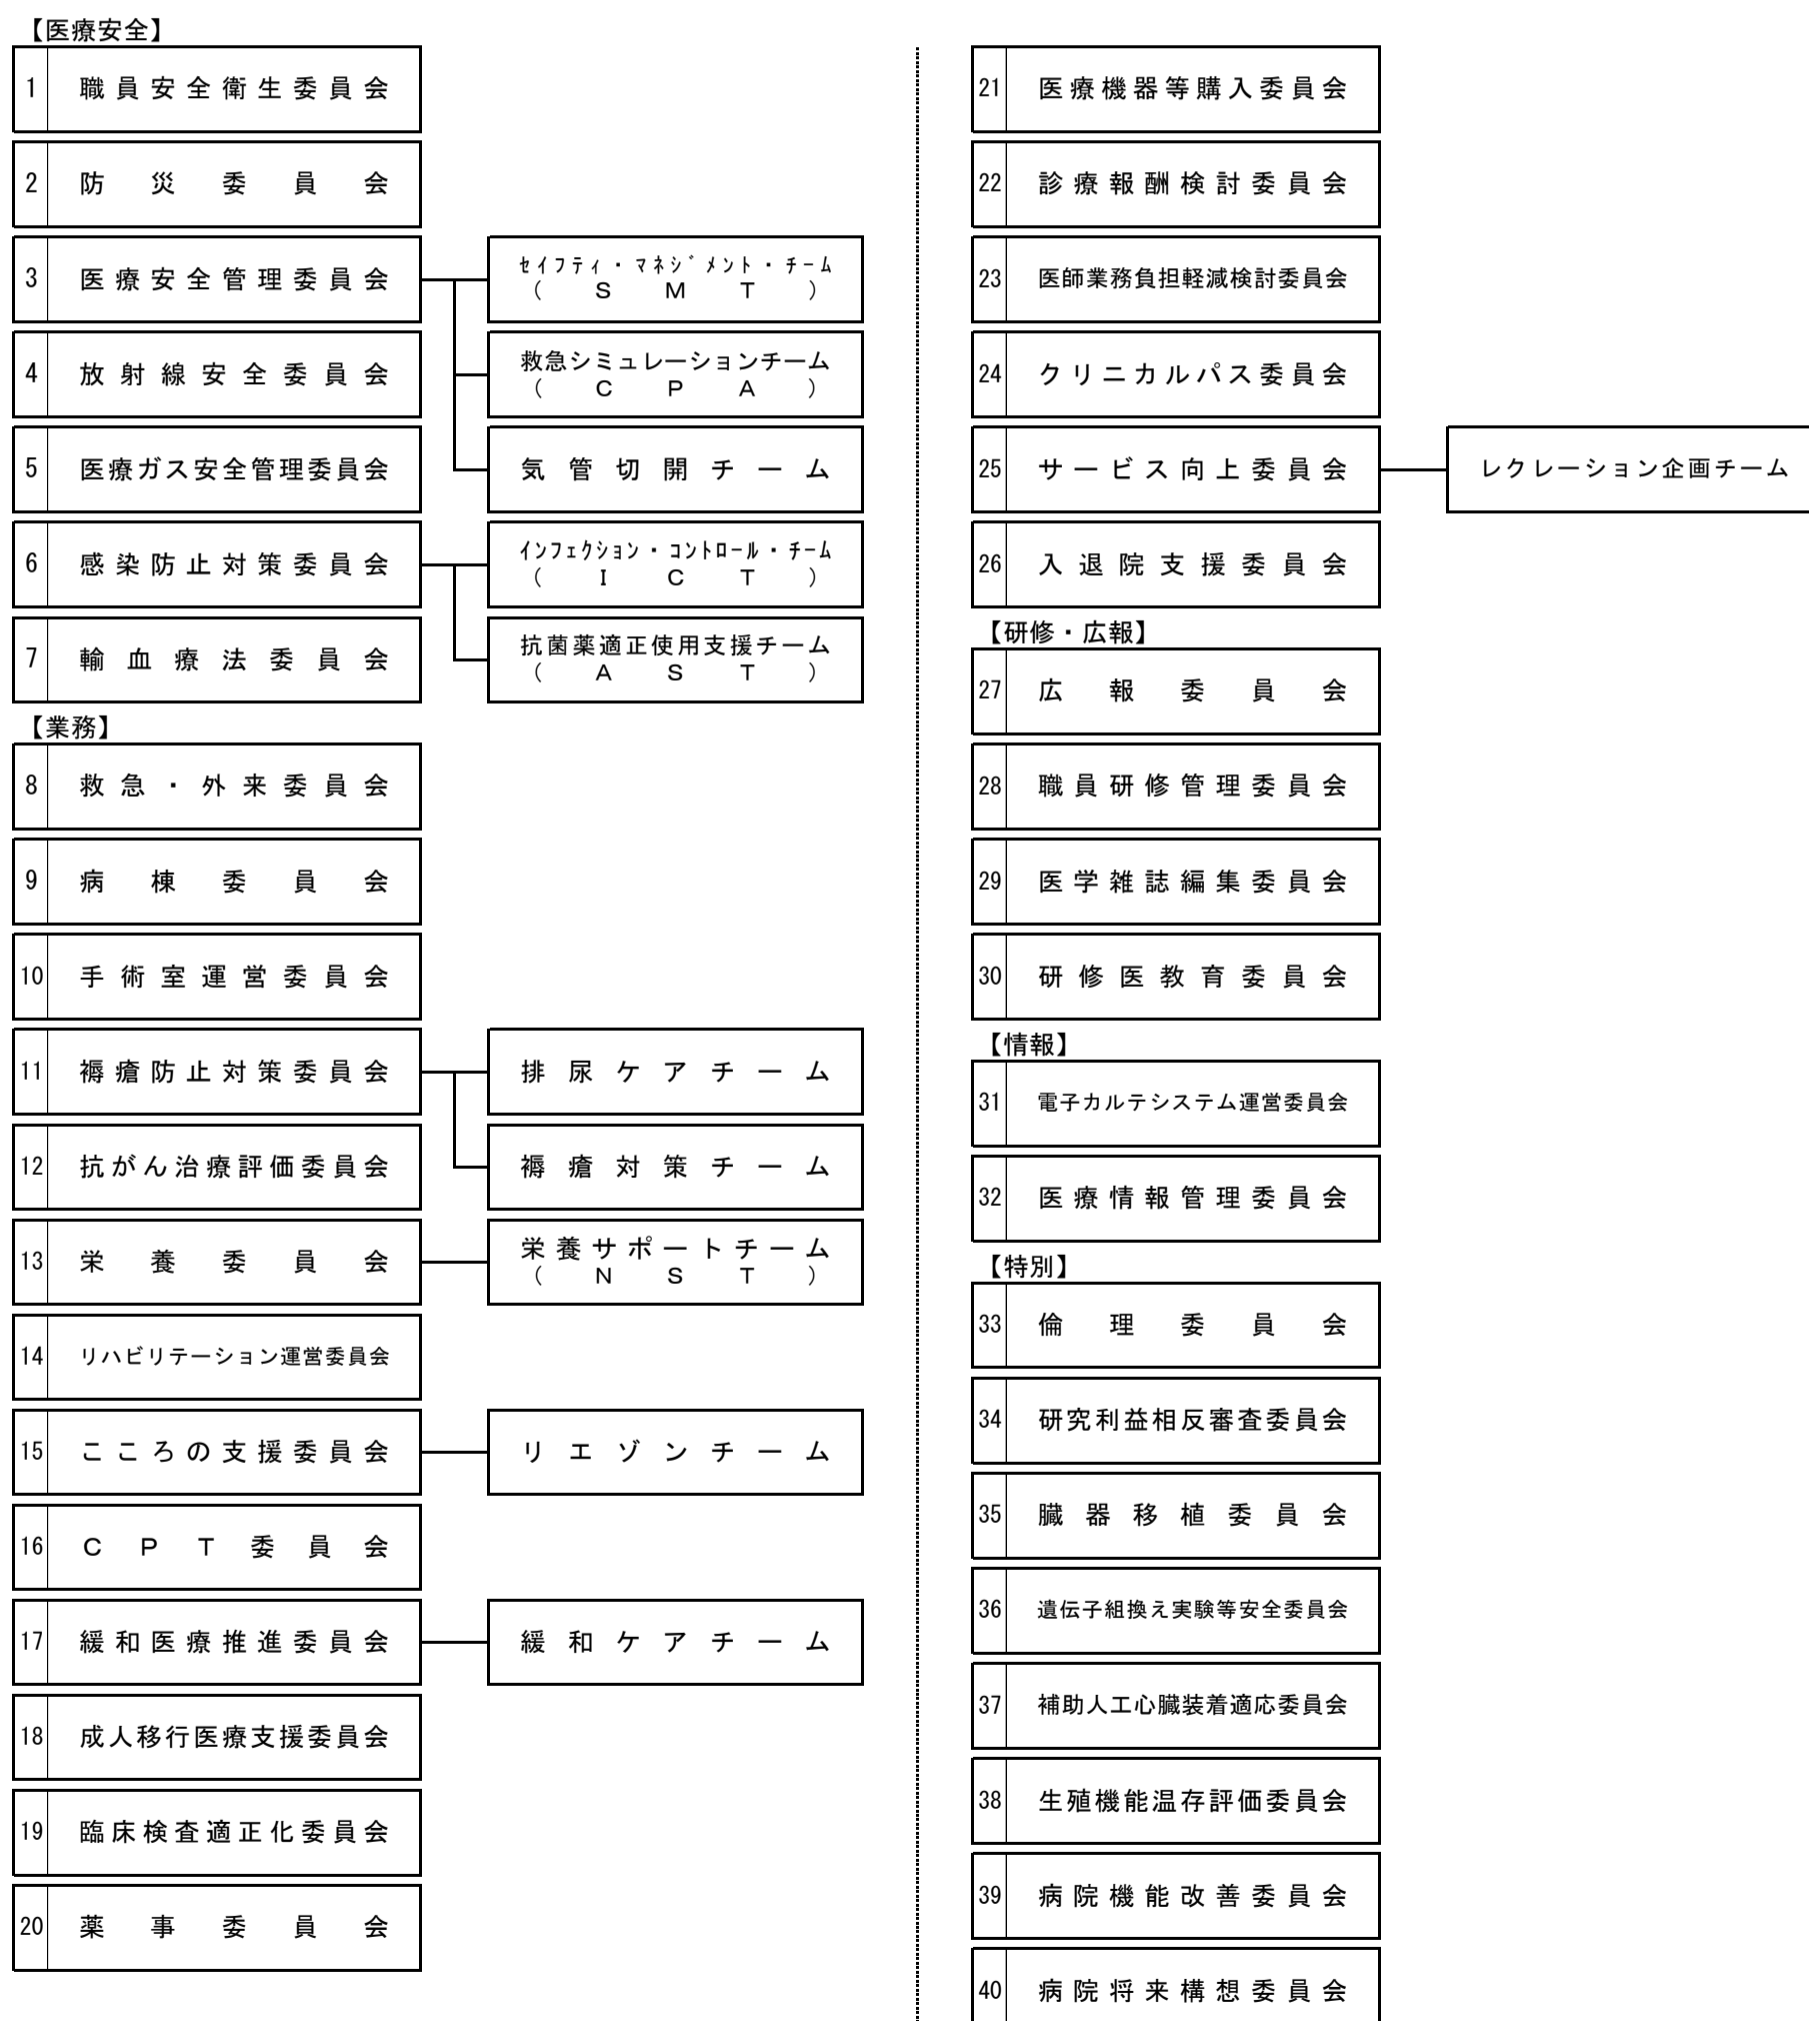 【医療安全】
1 職員安全衛生委員会
2 防災委員会
3 医療安全管理委員会
セイフティ・マネジメント・チーム
(SMT)
4 放射線安全委員会
救急シミュレーションチーム
(CPA)
5 医療ガス安全管理委員会
気管切開チーム
6 感染防止対策委員会
インフェクション・コントロール・チーム
(ICT)
7 輸血療法委員会
抗菌薬適正使用支援チーム
(AST)
【業務】
8 救急・外来委員会
9 病棟委員会
10 手術室運営委員会
11 褥瘡防止対策委員会
排尿ケアチーム
12 抗がん治療評価委員会
褥瘡対策チーム
13 栄養委員会
栄養サポートチーム
(NST)
14 リハビリテーション運営委員会
15 こころの支援委員会
リエゾンチーム
16 CPT委員会
17 緩和医療推進委員会
緩和ケアチーム
18 成人移行医療支援委員会
19 臨床検査適正化委員会
20 薬事委員会
21 医療機器等購入委員会
22 診療報酬検討委員会
23 医師業務負担軽減検討委員会
24 クリニカルパス委員会
25 サービス向上委員会
レクレーション企画チーム
26 入退院支援委員会
【研修・広報】
27 広報委員会
28 職員研修管理委員会
29 医学雑誌編集委員会
30 研修医教育委員会
【情報】
31 電子カルテシステム運営委員会
32 医療情報管理委員会
【特別】
33 倫理委員会
34 研究利益相反審査委員会
35 臓器移植委員会
36 遺伝子組換え実験等安全委員会
37 補助人工心臓装着適応委員会
38 生殖機能温存評価委員会
39 病院機能改善委員会
40 病院将来構想委員会